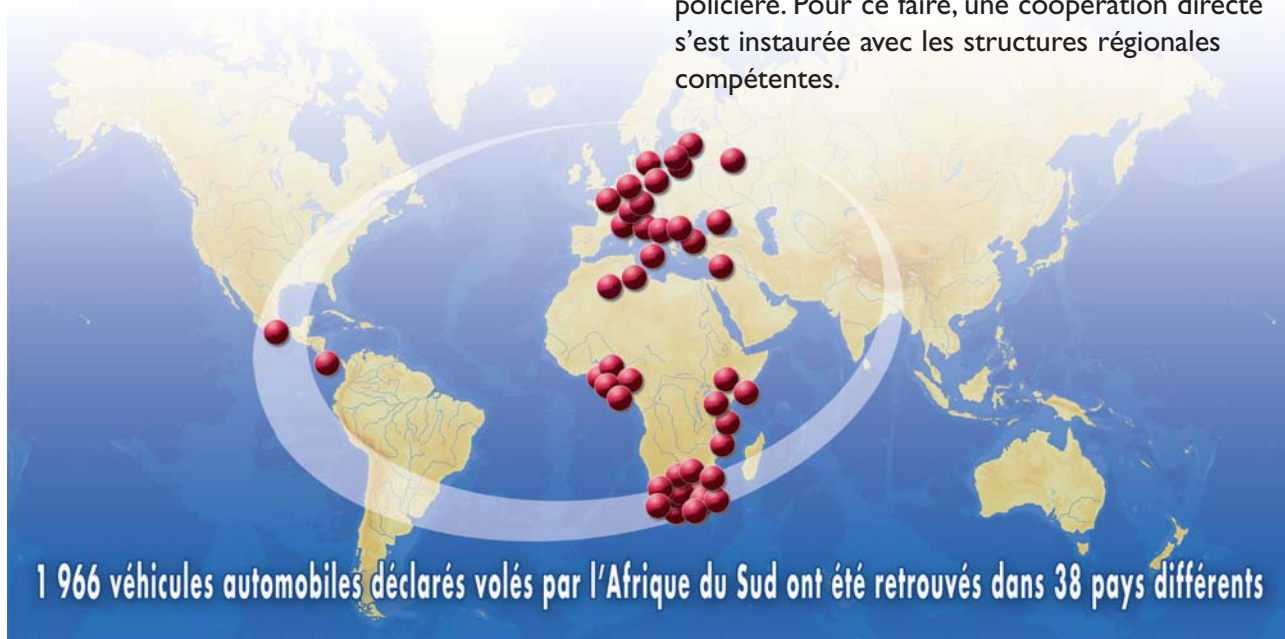 policière. Pour ce faire, une coopération directe
s'est instaurée avec les structures régionales
compétentes.
1 966 véhicules automobiles déclarés volés par l'Afrique du Sud ont été retrouvés dans 38 pays différents